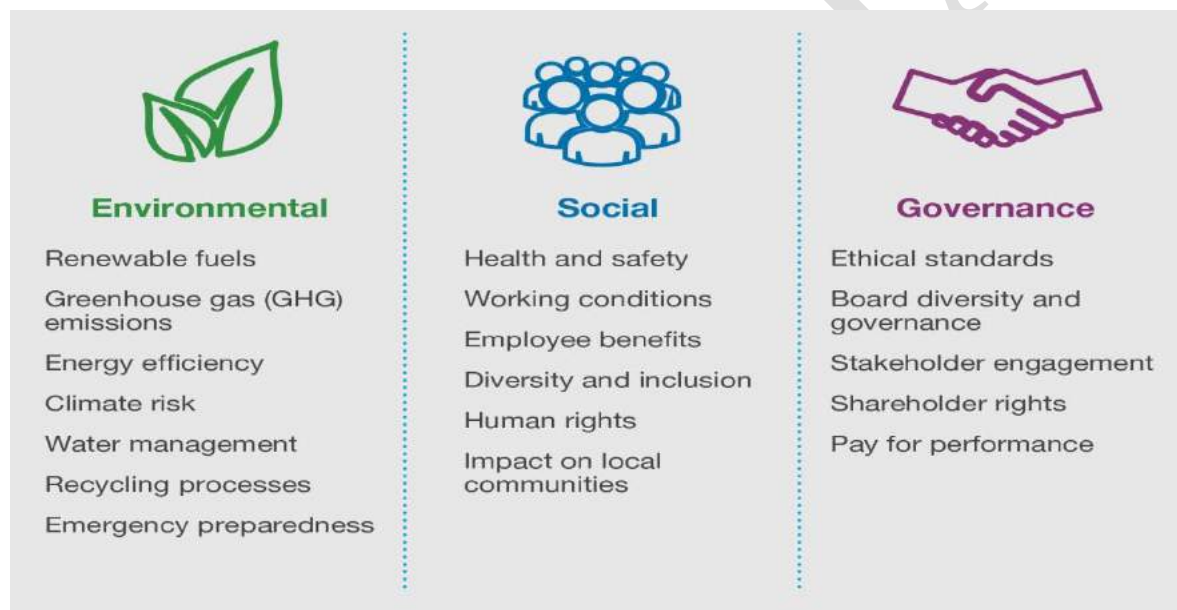 Environmental
Renewable fuels
Greenhouse gas (GHG)
emissions
Energy efficiency
Climate risk
Water management
Recycling processes
Emergency preparedness
Social
Health and safety
Working conditions
Employee benefits
Diversity and inclusion
Human rights
Impact on local
communities
Governance
Ethical standards
Board diversity and
governance
Stakeholder engagement
Shareholder rights
Pay for performance